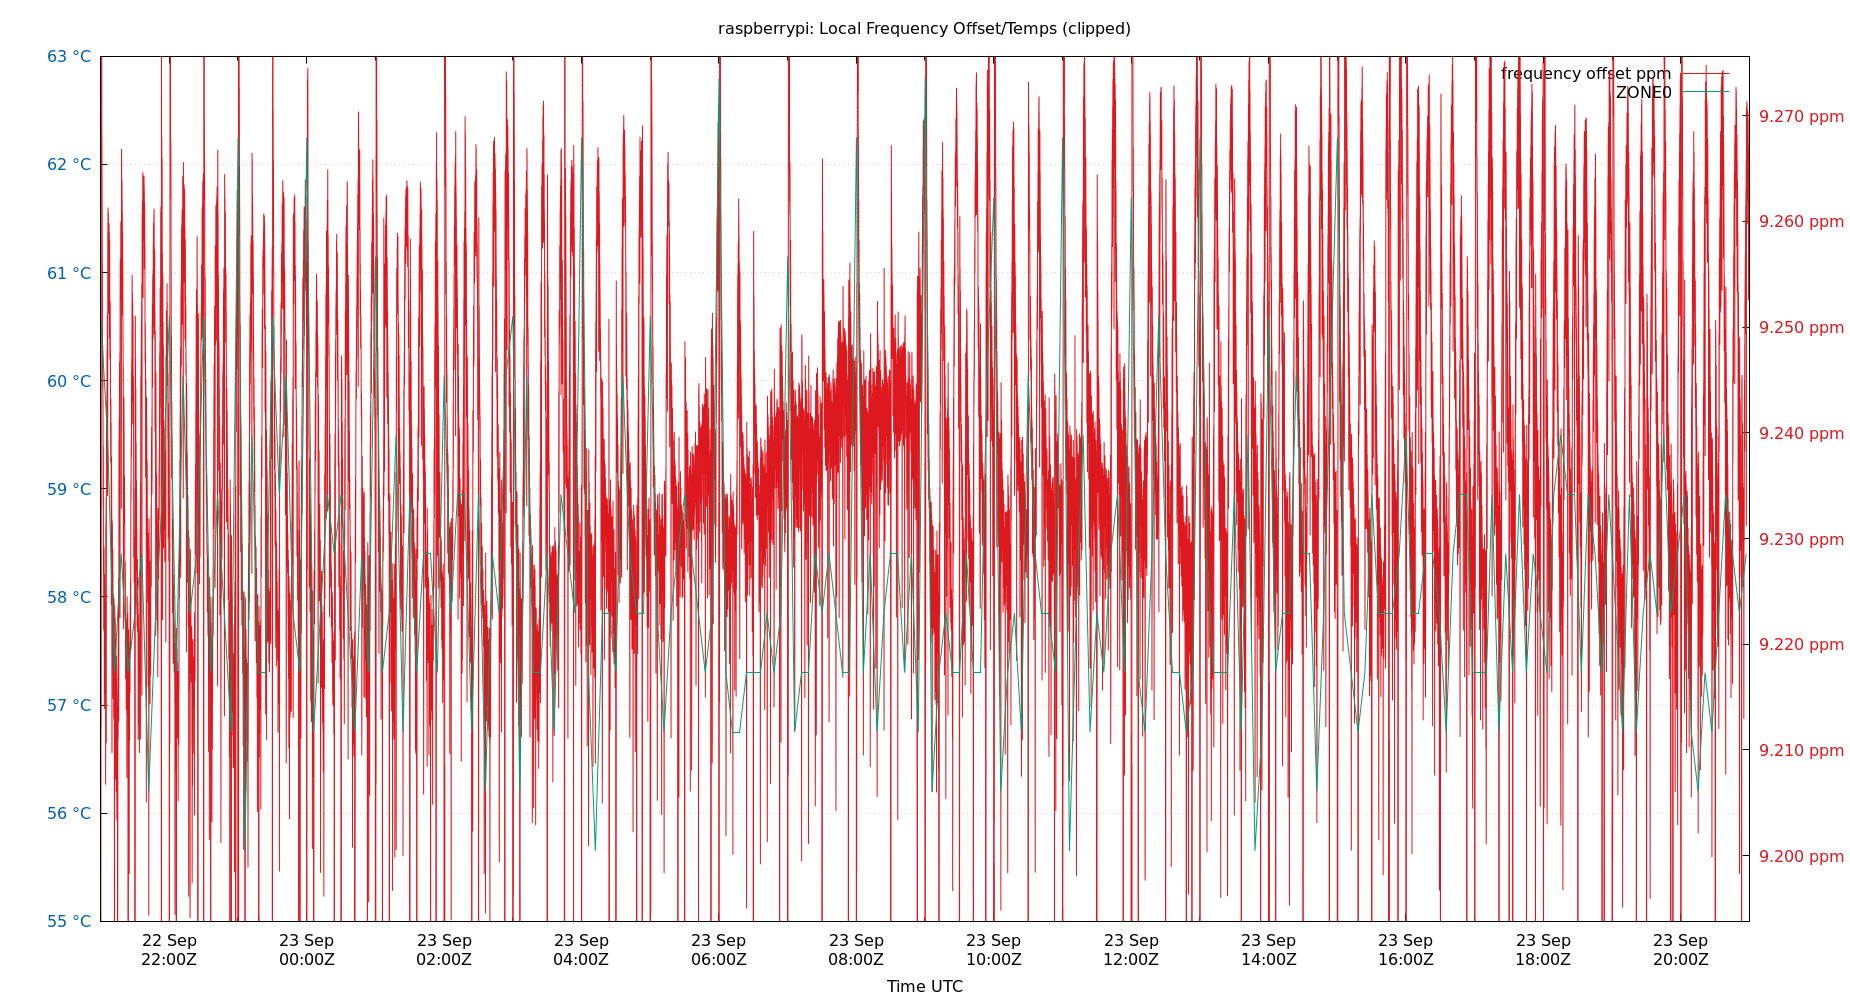 raspberrypi: Local Frequency Offset/Temps (clipped)
63 °C
62 °C
61 °C
60 °C
59 °C
58 °C
57 °C
56 °C
55 °C
frequency offset ppm
ZONE0
9.270 ppm
9.260 ppm
9.250 ppm
9.240 ppm
9.230 ppm
9.220 ppm
9.210 ppm
9.200 ppm
22 Sep 23 Sep 23 Sep 23 Sep 23 Sep 23 Sep 23 Sep 23 Sep 23 Sep 23 Sep 23 Sep 23 Sep
22:00Z 00:00Z 02:00Z 04:00Z 06:00Z 08:00Z 10:00Z 12:00Z 14:00Z 16:00Z 18:00Z 20:00Z
Time UTC